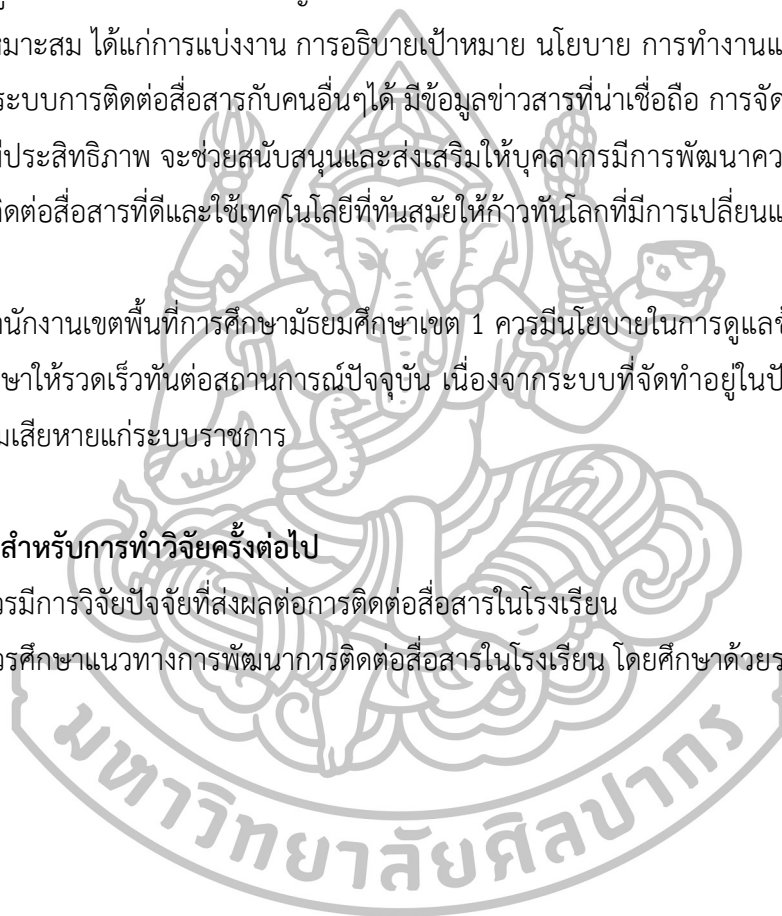 หมาะสม ได้แก่การแบ่งงาน การอธิบายเป้าหมาย นโยบาย การทำงานแ
ระบบการติดต่อสื่อสารกับคนอื่นๆได้ มีข้อมูลข่าวสารที่น่าเชื่อถือ การจัด
มีประสิทธิภาพ จะช่วยสนับสนุนและส่งเสริมให้บุคลากรมีการพัฒนาคว
ติดต่อสื่อสารที่ดีและใช้เทคโนโลยีที่ทันสมัยให้ก้าวทันโลกที่มีการเปลี่ยนแ
านักงานเขตพื้นที่การศึกษามัธยมศึกษาเขต 1 ควรมีนโยบายในการดูแลข้
ษาให้รวดเร็วทันต่อสถานการณ์ปัจจุบัน เนื่องจากระบบที่จัดทำอยู่ในปั
มเสียหายแก่ระบบราชการ
สำหรับการทำวิจัยครั้งต่อไป
วรมีการวิจัยปัจจัยที่ส่งผลต่อการติดต่อสื่อสารในโรงเรียน
วรศึกษาแนวทางการพัฒนาการติดต่อสื่อสารในโรงเรียน โดยศึกษาด้วยร
มหาวิทยาลัยศิลปากร